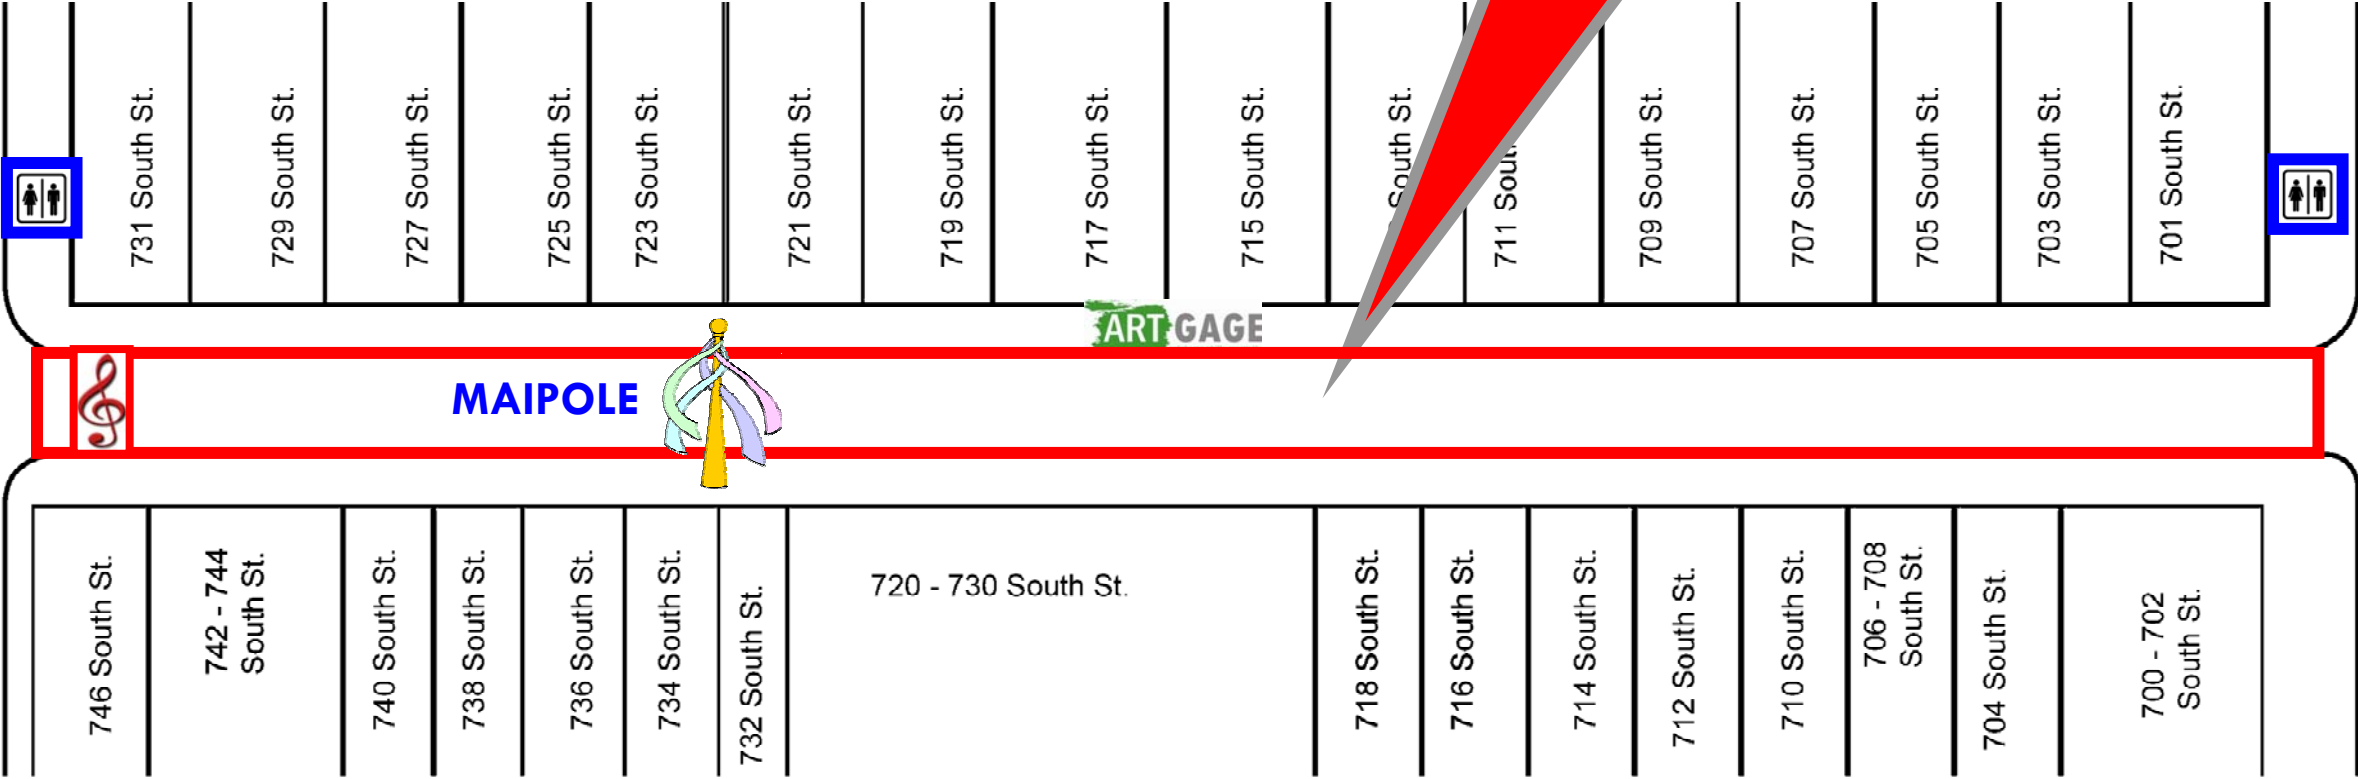 731 South St.
729 South St.
727 South St.
725 South St.
723 South St.
721 South St.
719 South St.
717 South St.
715 South St.
South St.
711 Sou
709 South St.
707 South St.
705 South St.
703 South St.
701 South St.
ART GAGE
MAIPOLE
746 South St.
742 - 744
South St.
740 South St.
738 South St.
736 South St.
734 South St.
732 South St.
720 - 730 South St.
718 South St.
716 South St.
714 South St.
712 South St.
710 South St.
706 - 708
South St.
704 South St.
700 - 702
South St.